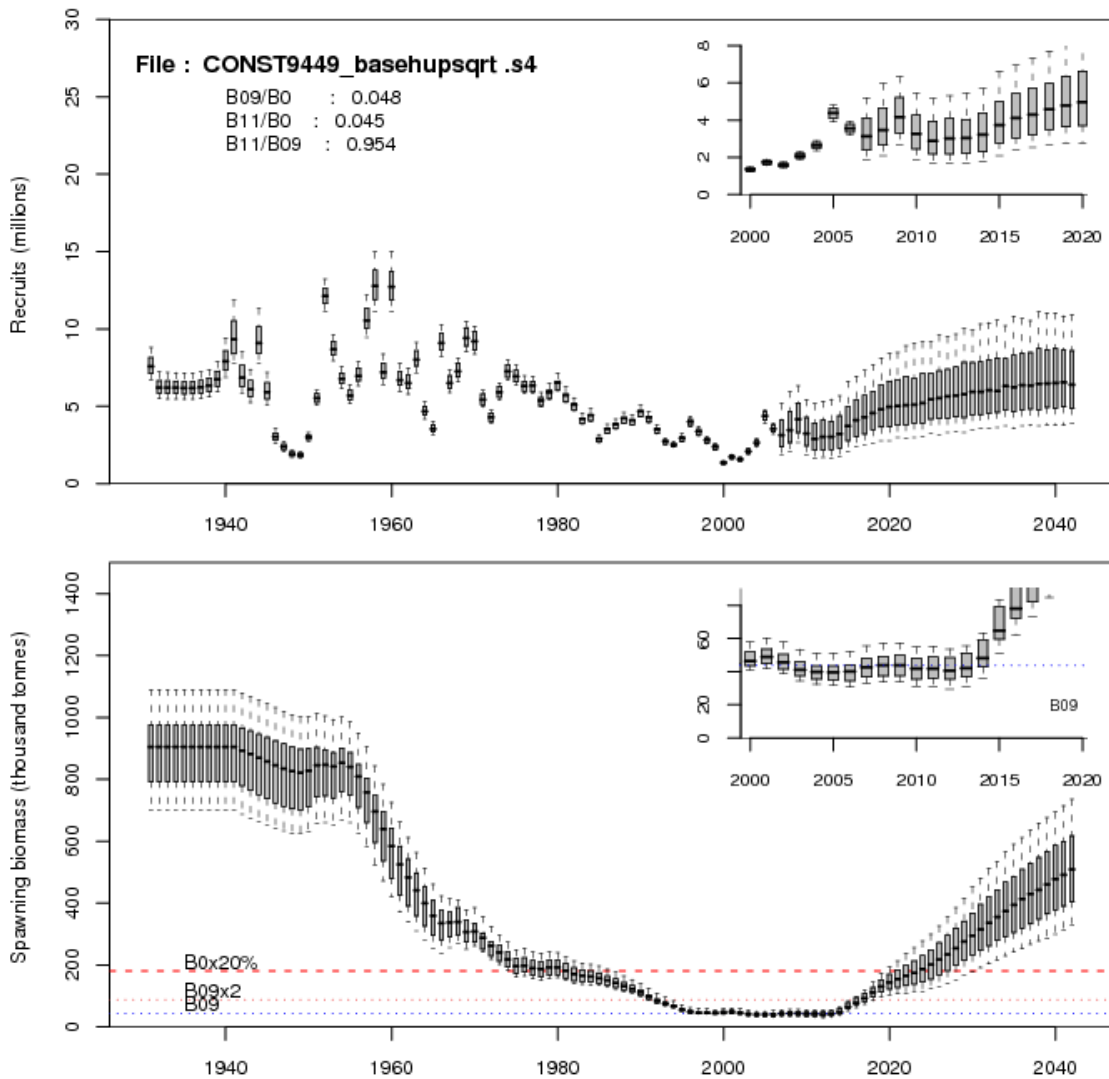 File : CONST9449_basehupsqrt .s4
B09/B0 : 0.048
B11/B0 : 0.045
B11/B09 : 0.954
Recruits (millions)
0 5 10 15 20 25 30
1940 1960 1980 2000 2020 2040
0 2 4 6 8
2000 2005 2010 2015 2020
Spawning biomass (thousand tonnes)
0 200 400 600 800 1000 1200 1400
B0x20%
B09x2
B09
1940 1960 1980 2000 2020 2040
0 20 60
B09
2000 2005 2010 2015 2020